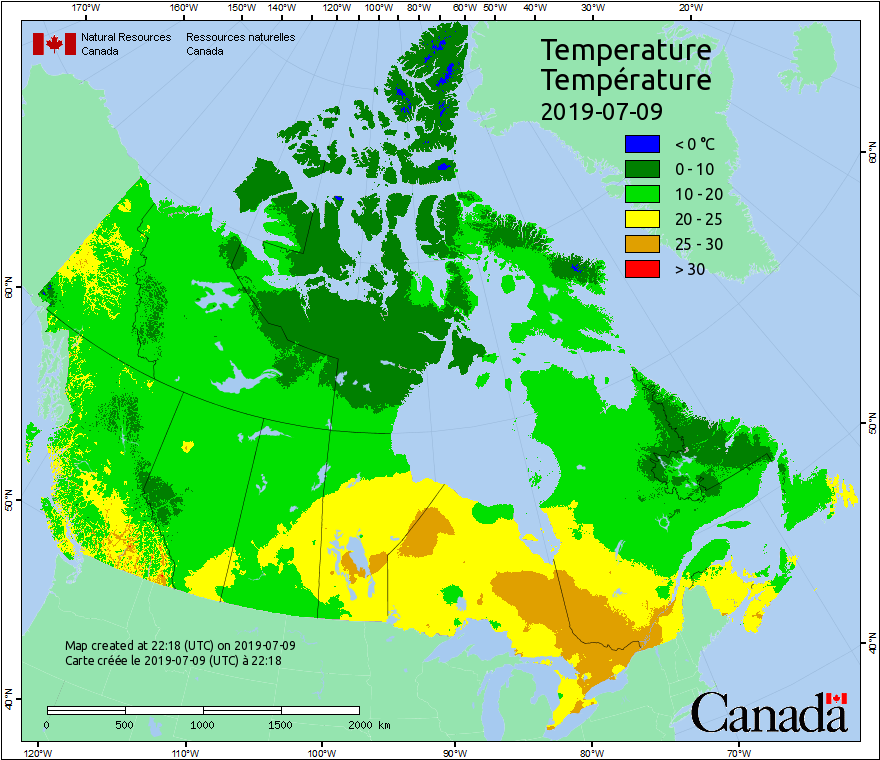 170°W 160°W 150°W 140°W 120°W 100°W 80°W 60°W 50°W 40°W 30°W 20°W
Natural Resources Ressources naturelles
Canada Canada
Temperature
Température
2019-07-09
< 0 °C
0 - 10
10 - 20
20 - 25
25 - 30
> 30
60°N
60°N
50°N
50°N
40°N
40°N
Map created at 22:18 (UTC) on 2019-07-09
Carte créée le 2019-07-09 (UTC) à 22:18
0 500 1000 1500 2000 km
Canada
120°W 110°W 100°W 90°W 80°W 70°W